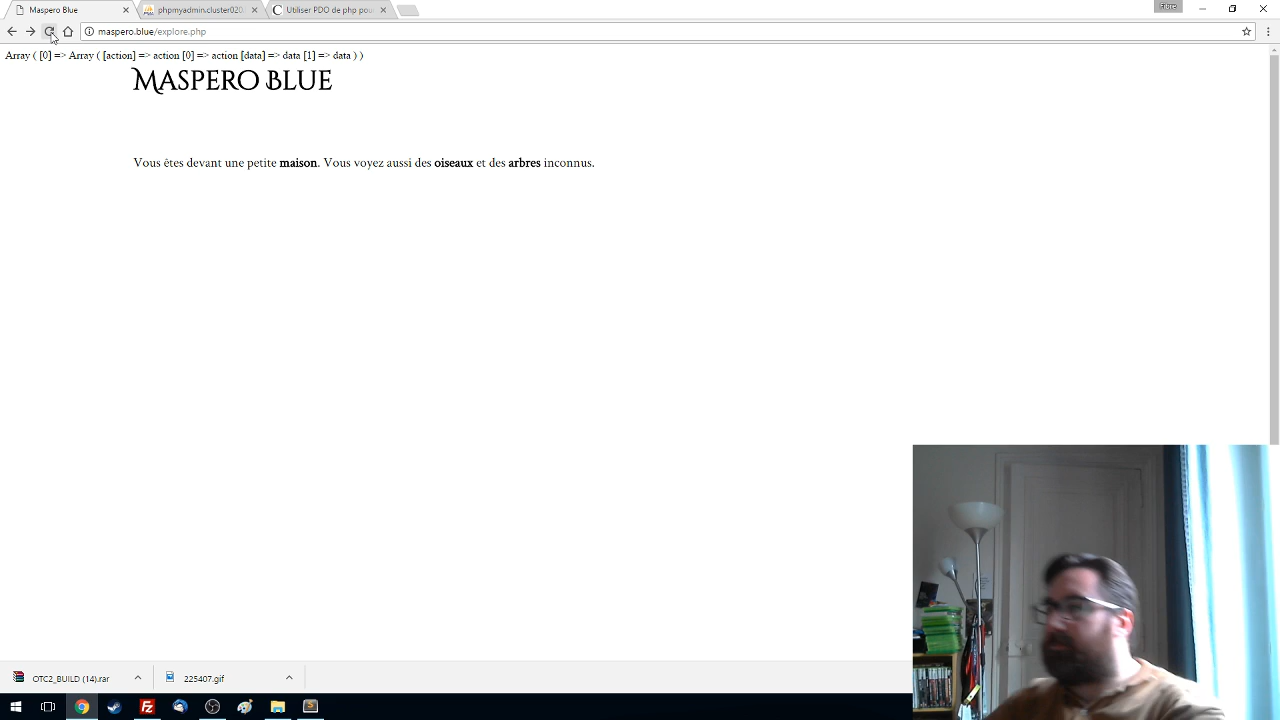 Maspero Blue
phpmyadmin.cluster020.
Utiliser PDO de php pou
maspero.blue/explore.php
Array ( [0] => Array ( [action] => action [0] => action [data] => data [1] => data ) )
Maspero Blue
Vous êtes devant une petite maison. Vous voyez aussi des oiseaux et des arbres inconnus.
OTC2_BUILD (14).rar
225407.gif